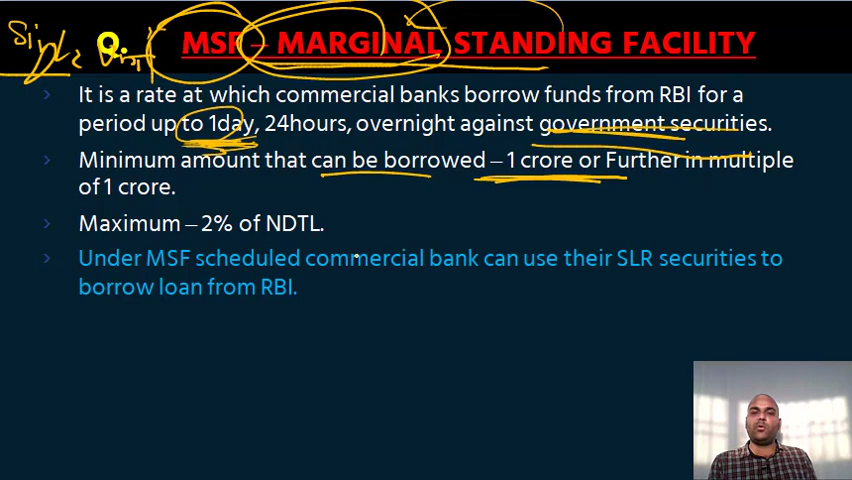 Q. MSF – MARGINAL STANDING FACILITY
It is a rate at which commercial banks borrow funds from RBI for a
period up to 1day, 24hours, overnight against government securities.
Minimum amount that can be borrowed – 1 crore or Further in multiple
of 1 crore.
Maximum – 2% of NDTL.
Under MSF scheduled commercial bank can use their SLR securities to
borrow loan from RBI.